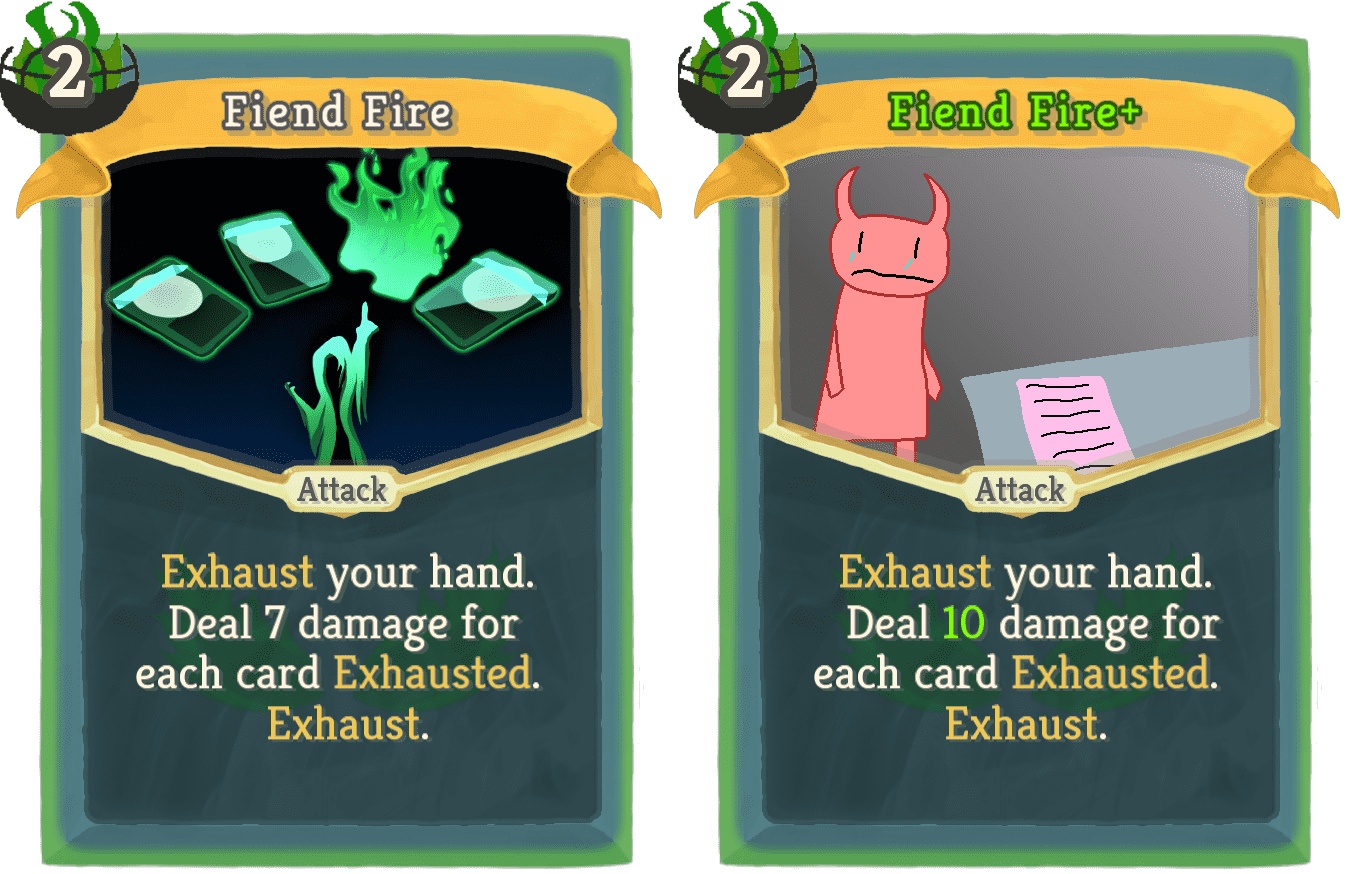 2
Fiend Fire
Attack
Exhaust your hand.
Deal 7 damage for
each card Exhausted.
Exhaust.
2
Fiend Fire+
Attack
Exhaust your hand.
Deal 10 damage for
each card Exhausted.
Exhaust.